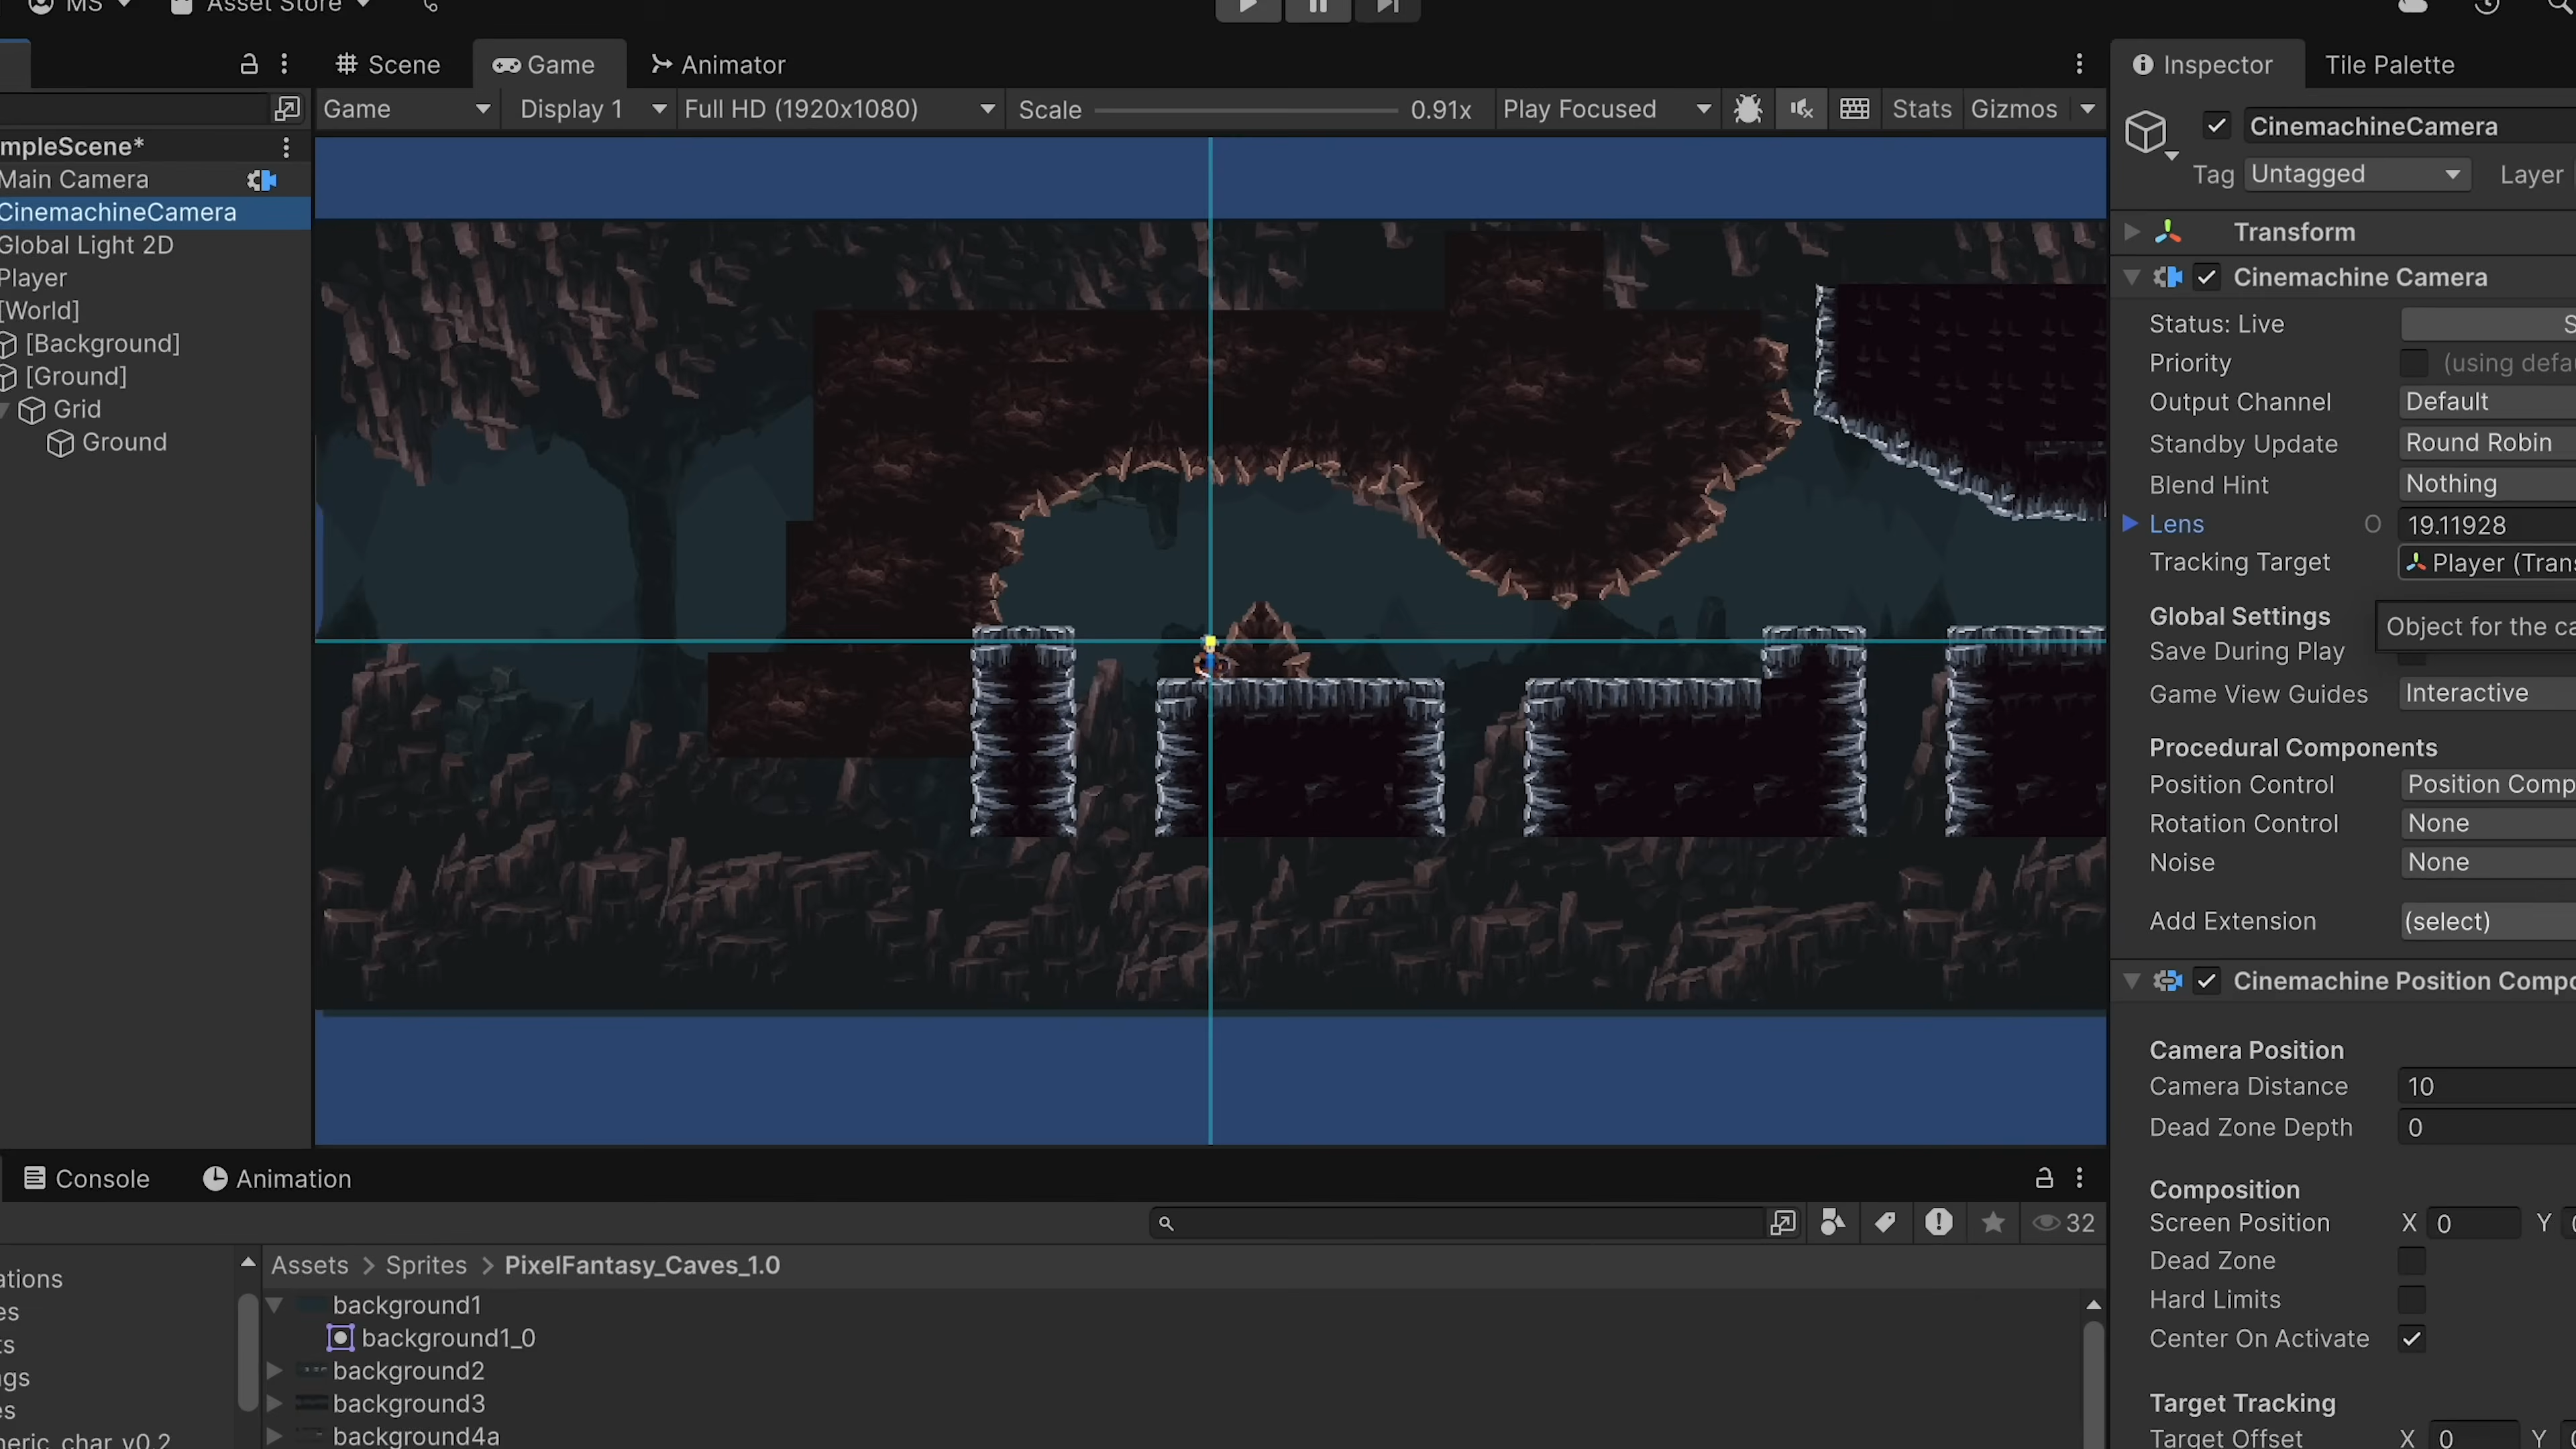 MS Asset Store
Scene Game Animator
Game Display 1 Full HD (1920x1080) Scale 0.91x Play Focused Stats Gizmos
mpleScene*
Main Camera
CinemachineCamera
Global Light 2D
Player
[World]
[Background]
[Ground]
Grid
Ground
Inspector Tile Palette
CinemachineCamera
Tag Untagged Layer
Transform
Cinemachine Camera
Status: Live S
Priority (using defa
Output Channel Default
Standby Update Round Robin
Blend Hint Nothing
Lens 19.11928
Tracking Target Player (Trans
Global Settings
Object for the ca
Save During Play
Game View Guides Interactive
Procedural Components
Position Control Position Comp
Rotation Control None
Noise None
Add Extension (select)
Cinemachine Position Compo
Camera Position
Camera Distance 10
Dead Zone Depth 0
Composition
Screen Position X 0 Y
Dead Zone
Hard Limits
Center On Activate
Target Tracking
Target Offset X 0 Y
Console Animation
32
ations
es
ts
ngs
es
neric_char_v0.2
Assets > Sprites > PixelFantasy_Caves_1.0
background1
background1_0
background2
background3
background4a